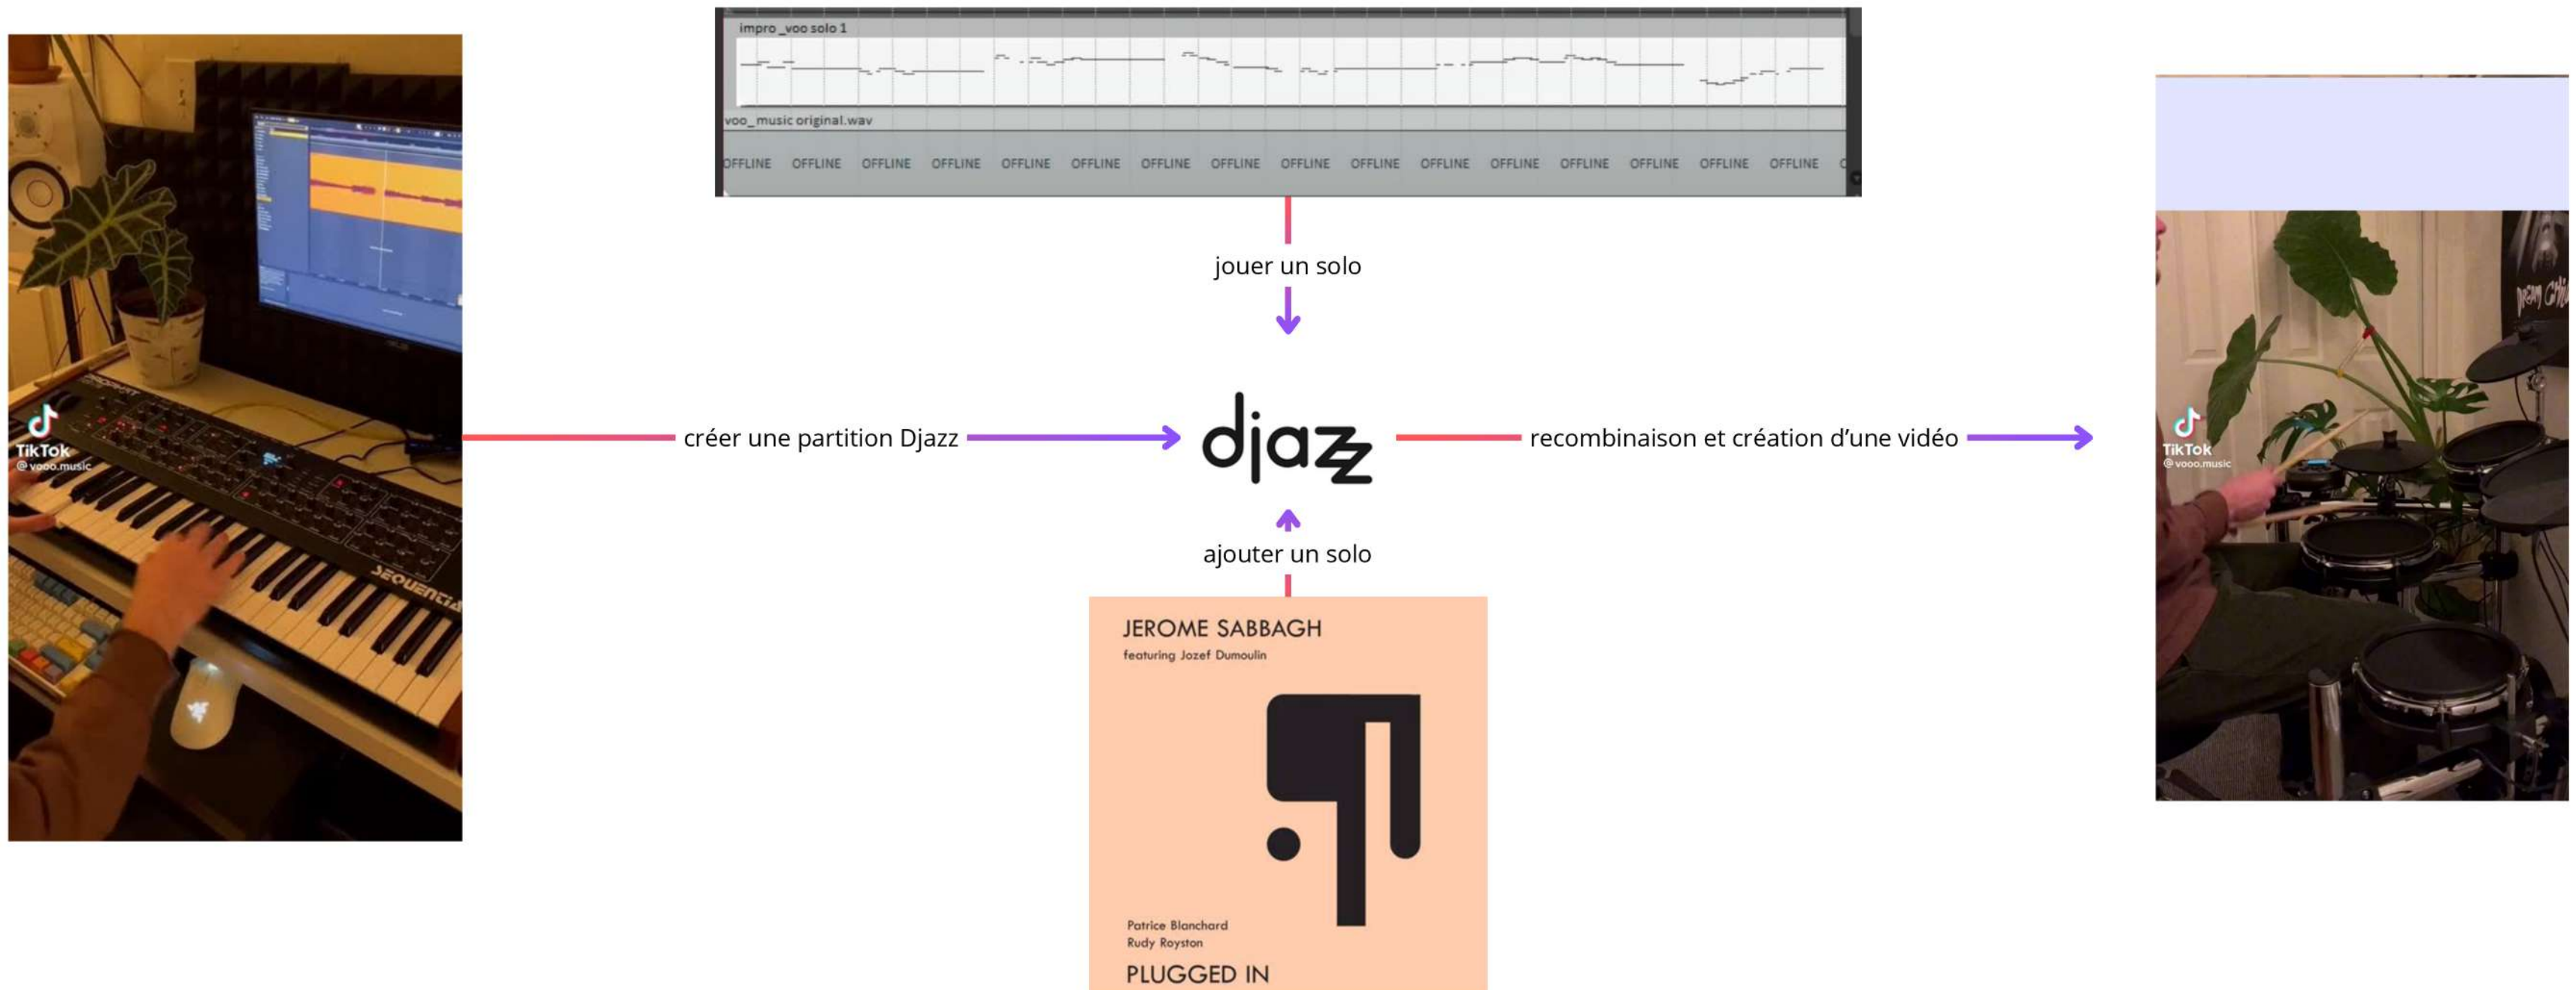 impro _voo solo 1
voo_music original.wav
OFFLINE OFFLINE OFFLINE OFFLINE OFFLINE OFFLINE OFFLINE OFFLINE OFFLINE OFFLINE OFFLINE OFFLINE OFFLINE OFFLINE OFFLINE OFFLINE
jouer un solo
TikTok
@vooo.music
SEQUENTIA
créer une partition Djazz
djazz
recombinaison et création d’une vidéo
TikTok
@vooo.music
ajouter un solo
JEROME SABBAGH
featuring Jozef Dumoulin
Patrice Blanchard
Rudy Royston
PLUGGED IN